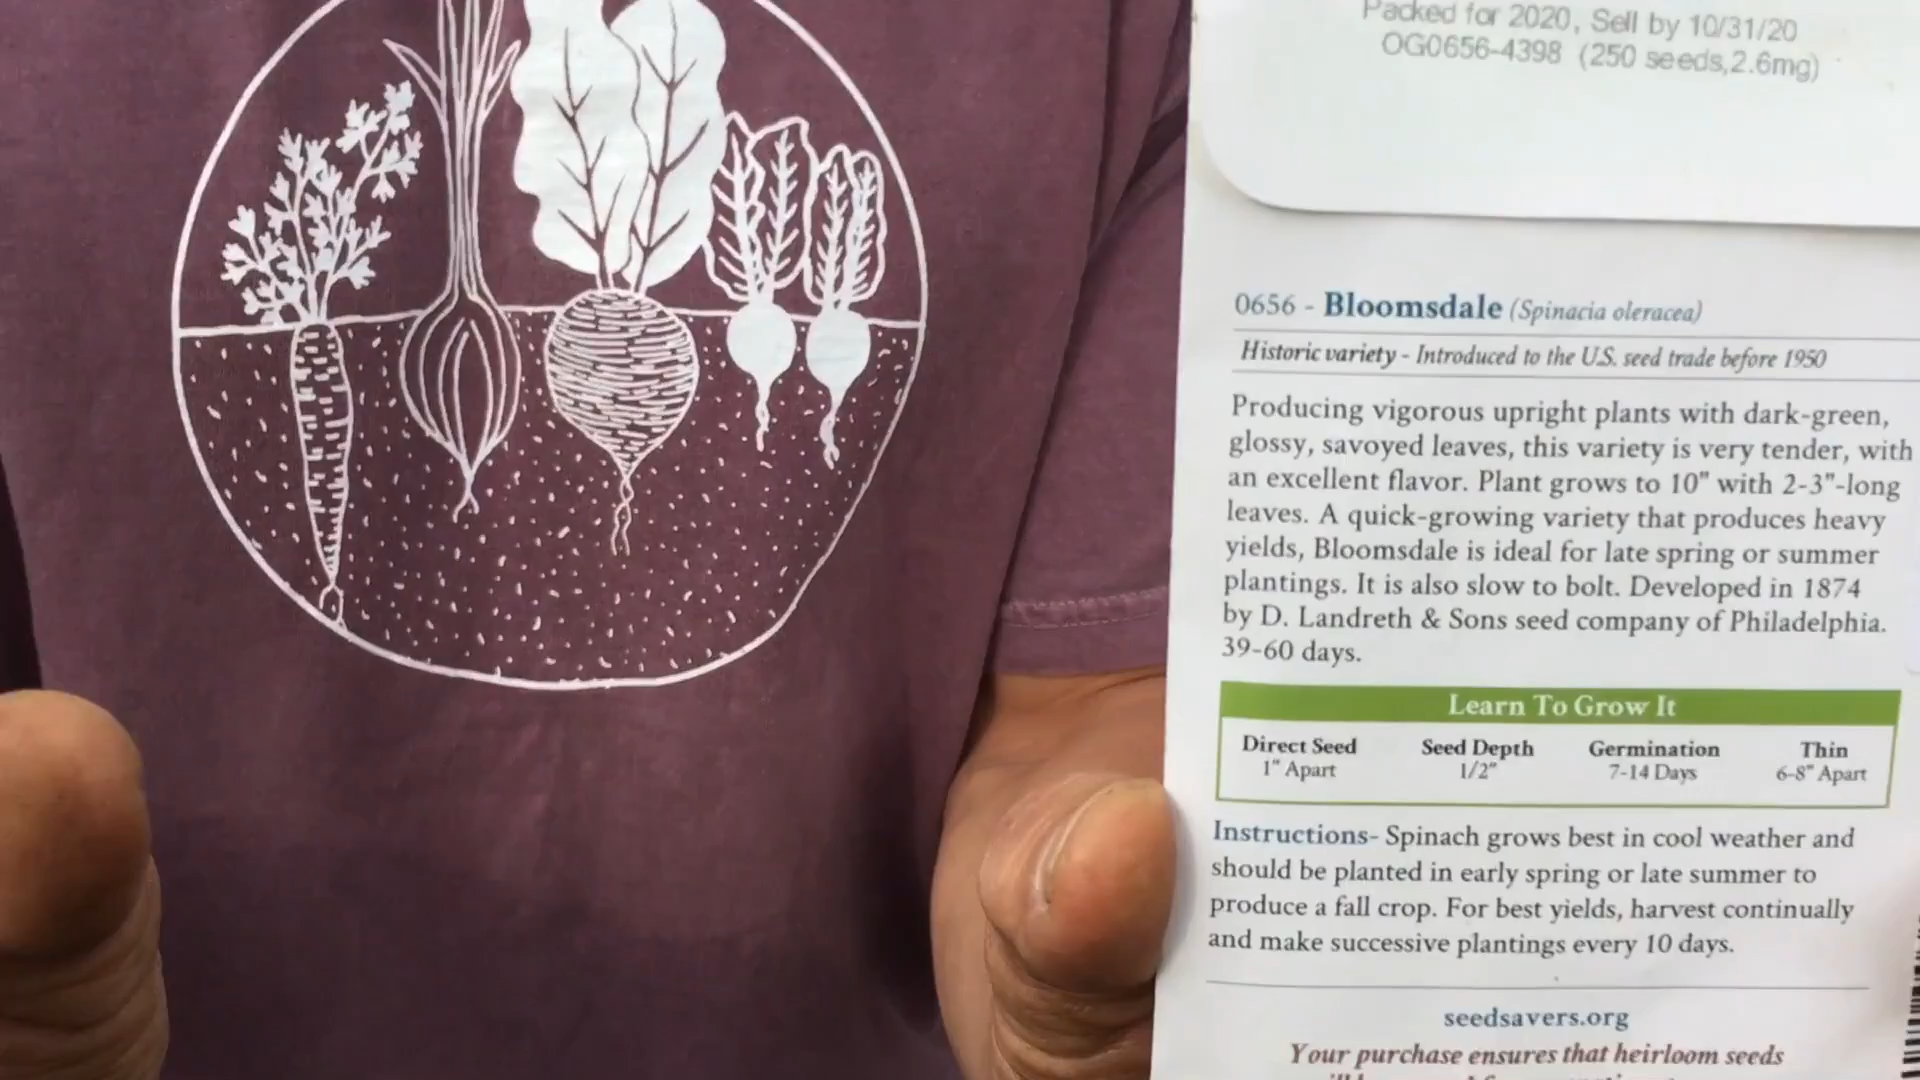 Packed for 2020, Sell by 10/31/20
OG0656-4398 (250 seeds,2.6mg)
0656 - Bloomsdale (Spinacia oleracea)
Historic variety - Introduced to the U.S. seed trade before 1950
Producing vigorous upright plants with dark-green,
glossy, savoyed leaves, this variety is very tender, with
an excellent flavor. Plant grows to 10" with 2-3"-long
leaves. A quick-growing variety that produces heavy
yields, Bloomsdale is ideal for late spring or summer
plantings. It is also slow to bolt. Developed in 1874
by D. Landreth & Sons seed company of Philadelphia.
39-60 days.
Learn To Grow It
Direct Seed Seed Depth Germination Thin
1" Apart 1/2" 7-14 Days 6-8" Apart
Instructions- Spinach grows best in cool weather and
should be planted in early spring or late summer to
produce a fall crop. For best yields, harvest continually
and make successive plantings every 10 days.
seedsavers.org
Your purchase ensures that heirloom seeds